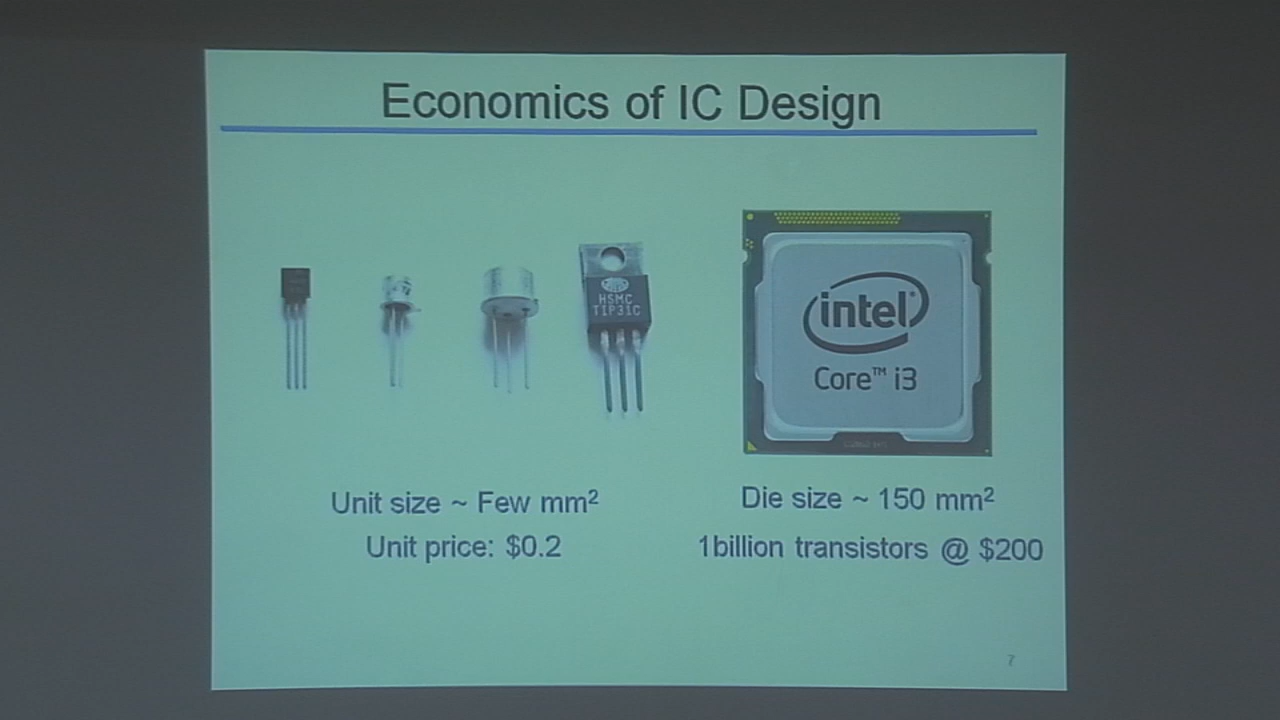 Economics of IC Design
HSMC
TIP31C
intel
Core™ i3
Unit size ~ Few mm²
Unit price: $0.2
Die size ~ 150 mm²
1billion transistors @ $200
7